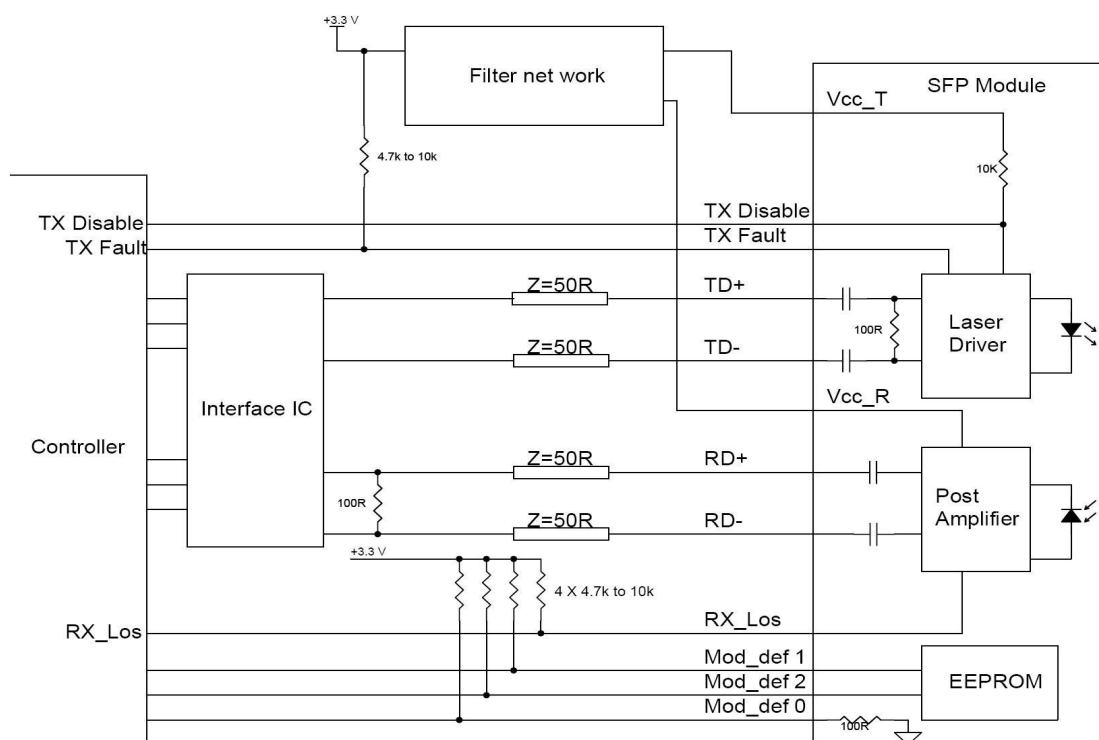 +3.3 V
Filter net work
SFP Module
Vcc_T
4.7k to 10k
10K
TX Disable
TX Disable
TX Fault
TX Fault
Z=50R
TD+
100R
Laser
Driver
Z=50R
TD-
Vcc_R
Interface IC
Controller
Z=50R
RD+
100R
Post
Amplifier
Z=50R
RD-
+3.3 V
4 X 4.7k to 10k
RX_Los
RX_Los
Mod_def 1
Mod_def 2
EEPROM
Mod_def 0
100R